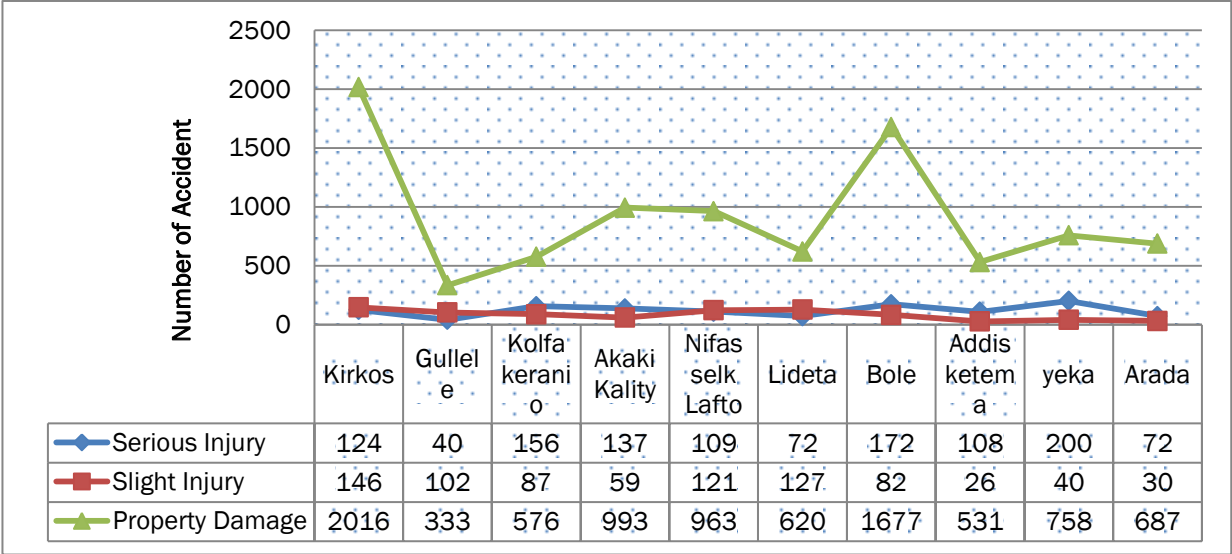 2500
2000
1500
1000
500
0
Number of Accident
Kirkos
Gullel
e
Kolfa
kerani
o
Akaki
Kality
Nifas
selk
Lafto
Lideta
Bole
Addis
ketem
a
yeka
Arada
Serious Injury 124 40 156 137 109 72 172 108 200 72
Slight Injury 146 102 87 59 121 127 82 26 40 30
Property Damage 2016 333 576 993 963 620 1677 531 758 687